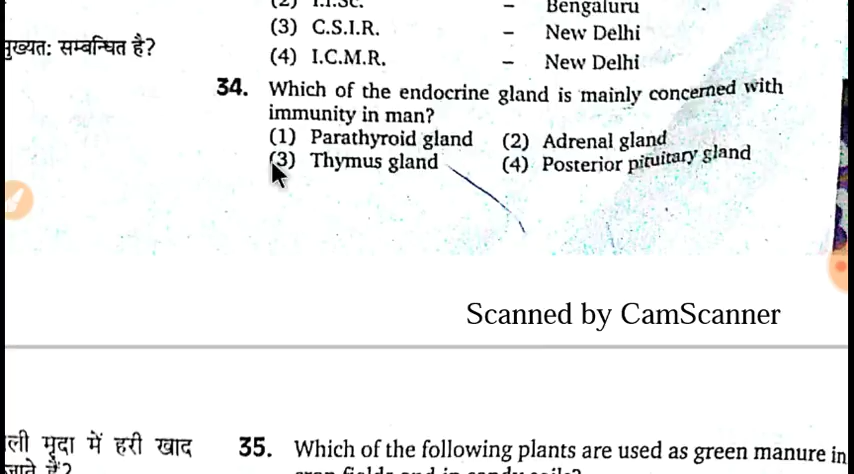 (2) I.I.Sc. – Bengaluru
(3) C.S.I.R. – New Delhi
मुख्यत: सम्बन्धित है?
(4) I.C.M.R. – New Delhi
34. Which of the endocrine gland is mainly concerned with
immunity in man?
(1) Parathyroid gland (2) Adrenal gland
(3) Thymus gland (4) Posterior pituitary gland
Scanned by CamScanner
ली मृदा में हरी खाद
35. Which of the following plants are used as green manure in
जाते हैं?